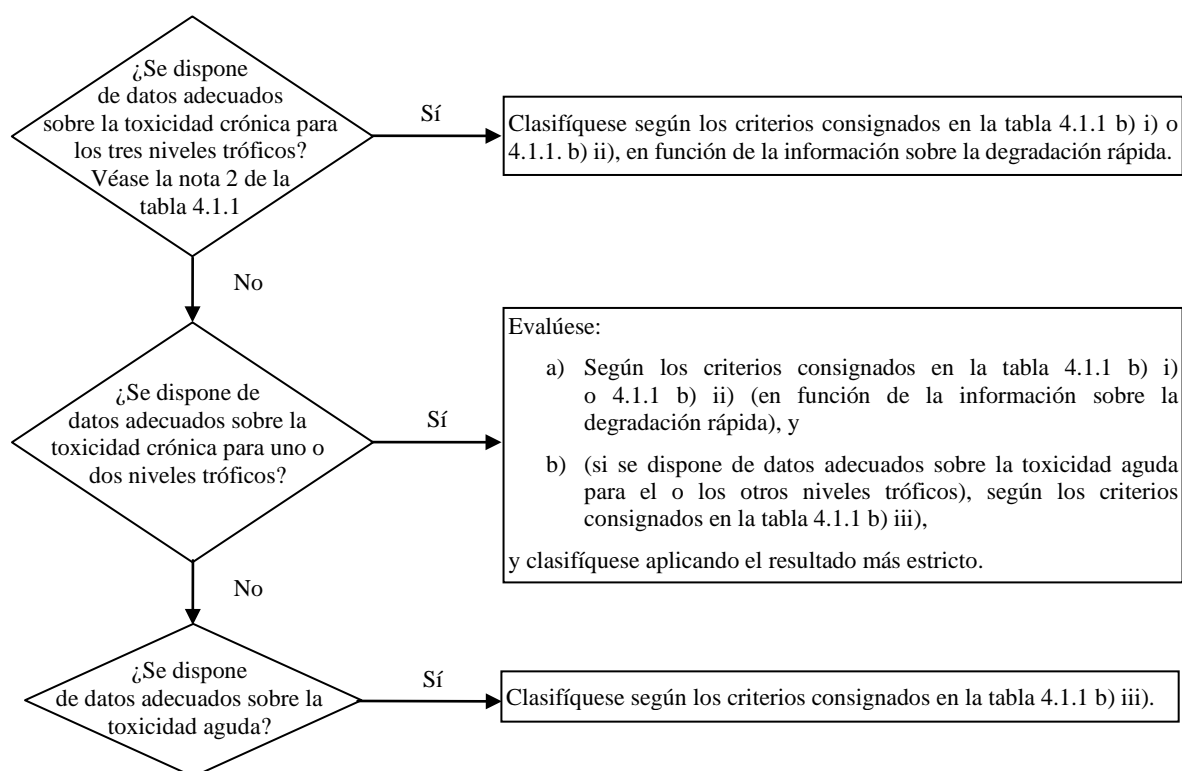 ¿Se dispone
de datos adecuados
sobre la toxicidad crónica para
los tres niveles tróficos?
Véase la nota 2 de la
tabla 4.1.1
Sí
Clasifíquese según los criterios consignados en la tabla 4.1.1 b) i) o
4.1.1. b) ii), en función de la información sobre la degradación rápida.
No
¿Se dispone de
datos adecuados sobre la
toxicidad crónica para uno o
dos niveles tróficos?
Sí
Evalúese:
a) Según los criterios consignados en la tabla 4.1.1 b) i)
o 4.1.1 b) ii) (en función de la información sobre la
degradación rápida), y
b) (si se dispone de datos adecuados sobre la toxicidad aguda
para el o los otros niveles tróficos), según los criterios
consignados en la tabla 4.1.1 b) iii),
y clasifíquese aplicando el resultado más estricto.
No
¿Se dispone
de datos adecuados sobre la
toxicidad aguda?
Sí
Clasifíquese según los criterios consignados en la tabla 4.1.1 b) iii).